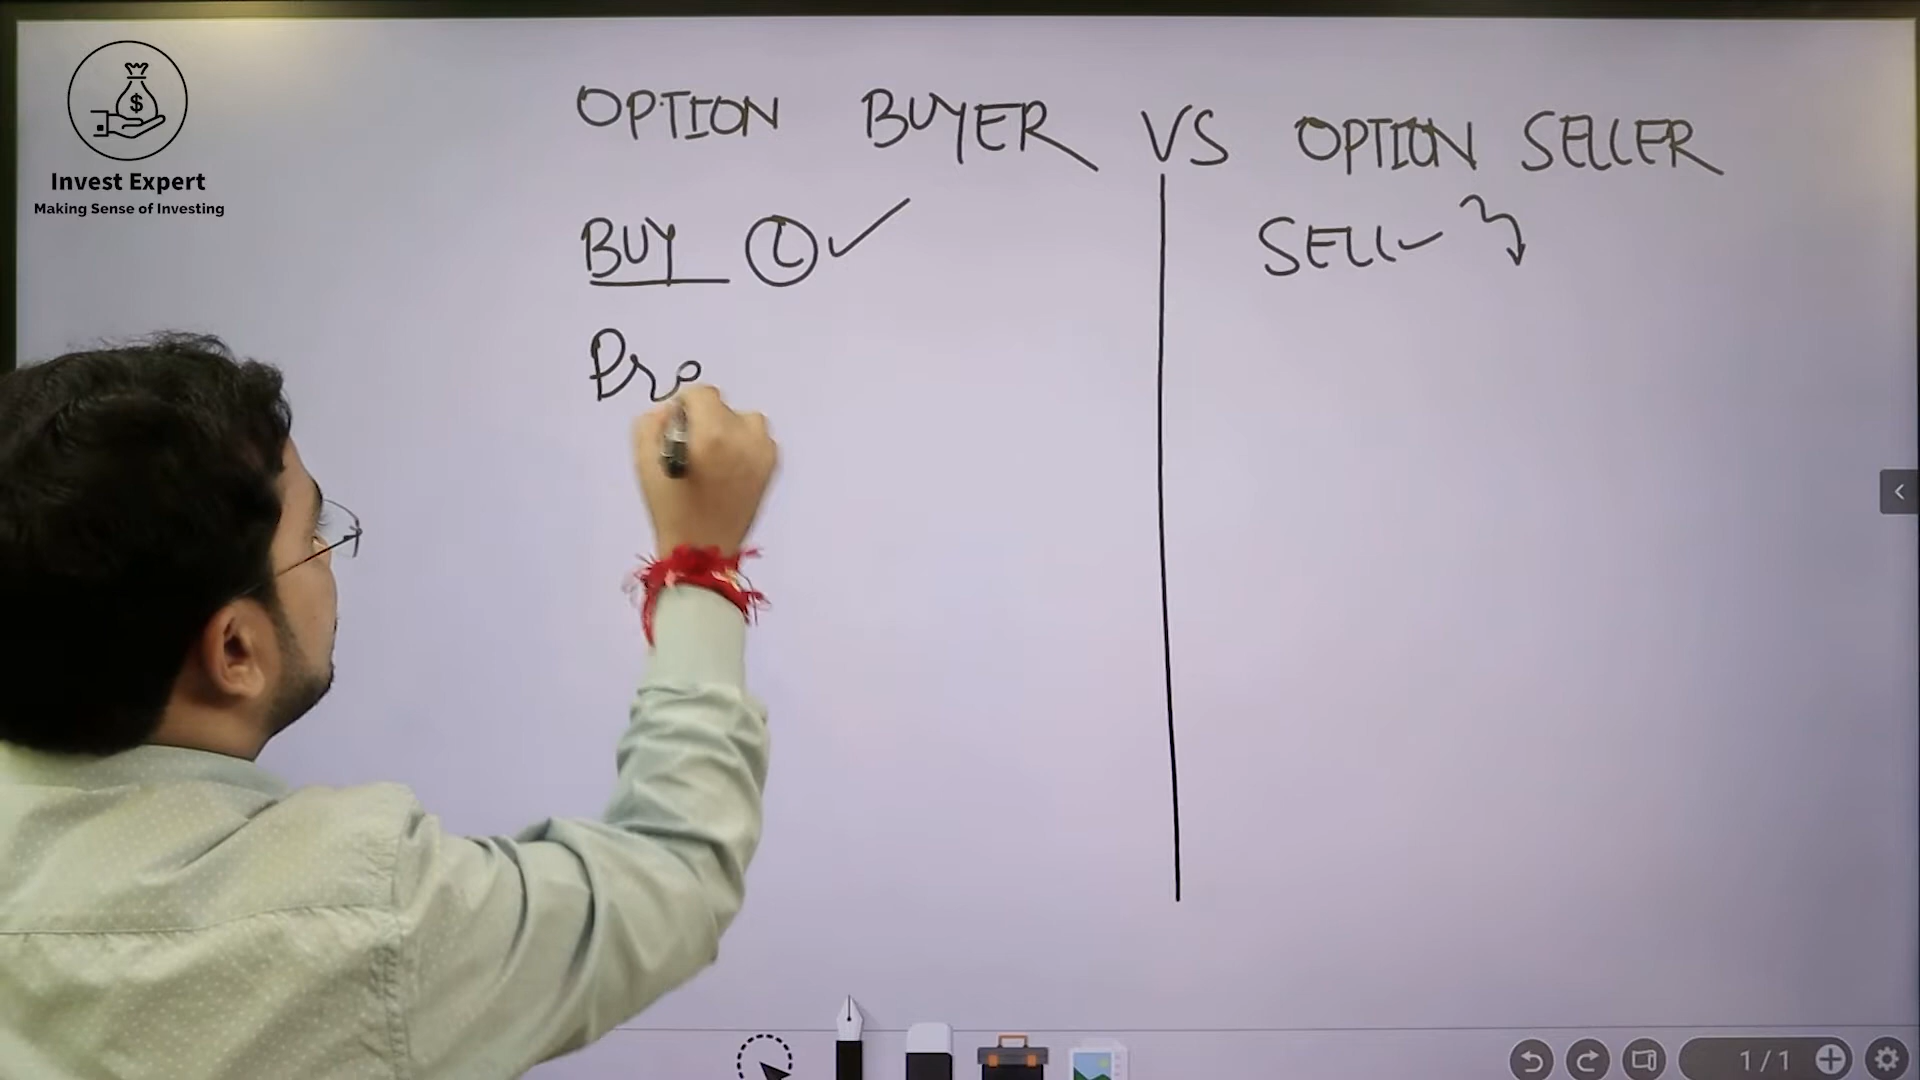 Invest Expert
Making Sense of Investing
OPTION BUYER VS OPTION SELLER
BUY SELL
Pre
1/1